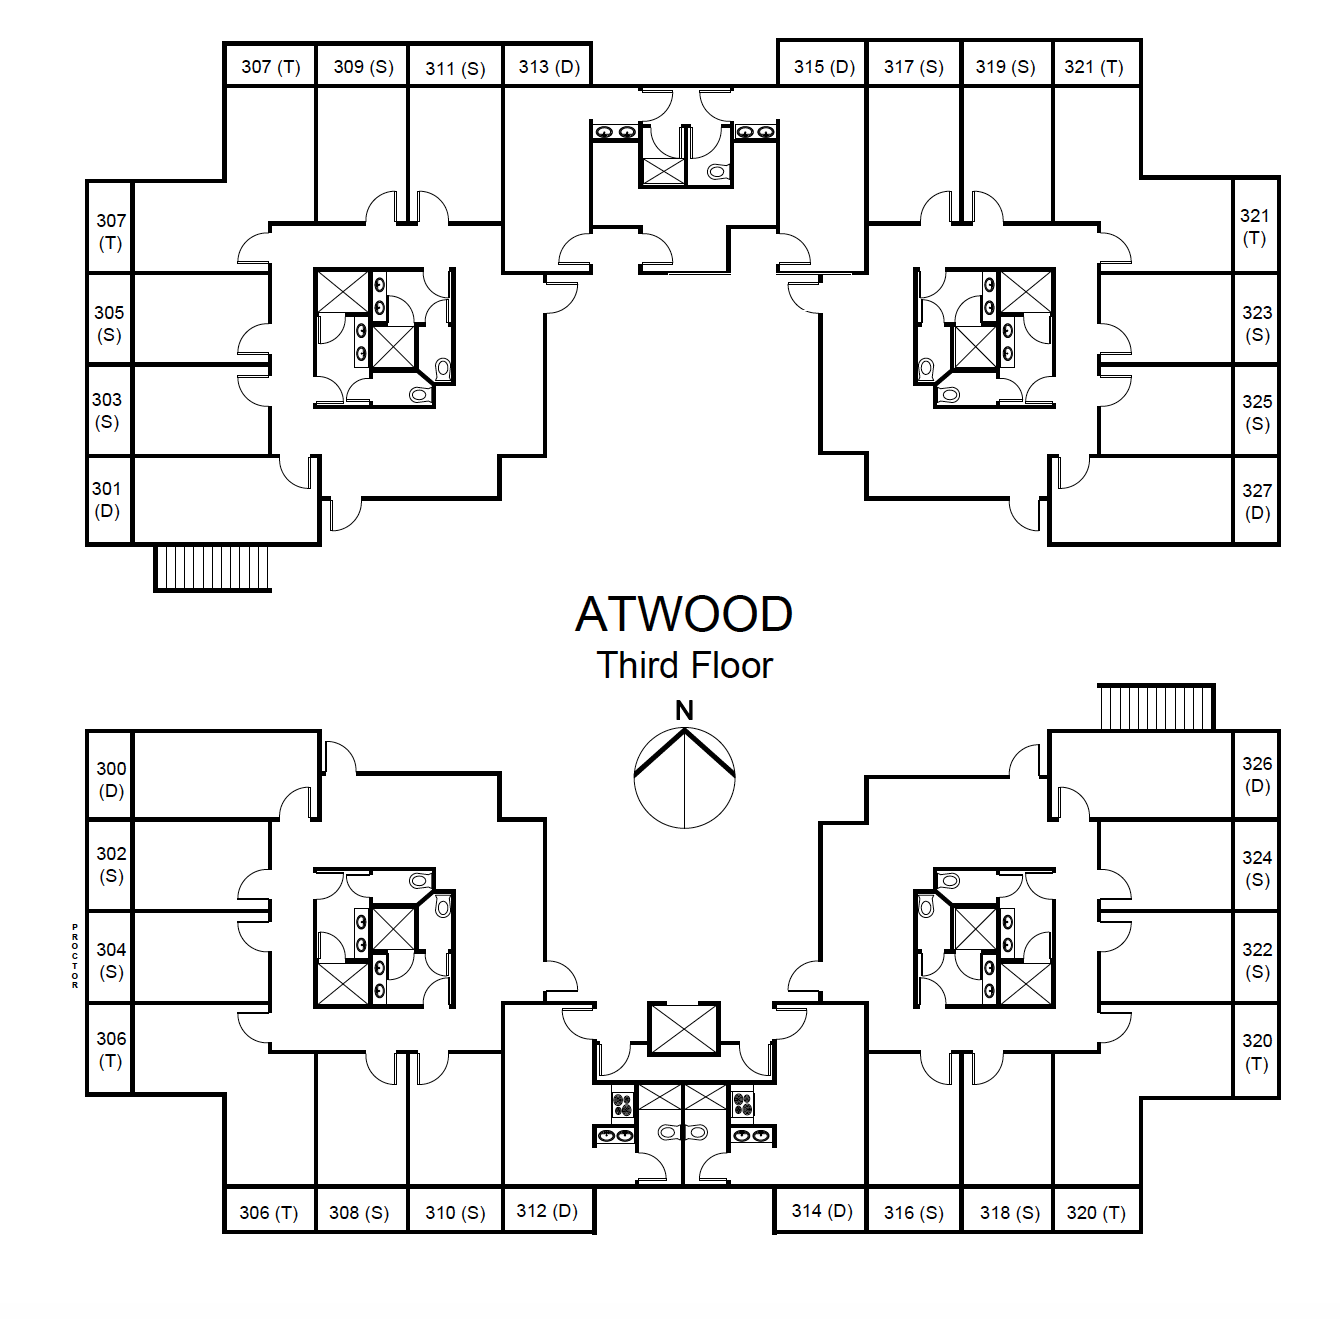 307 (T) 309 (S) 311 (S) 313 (D) 315 (D) 317 (S) 319 (S) 321 (T)
307
(T)
321
(T)
305
(S)
323
(S)
303
(S)
325
(S)
301
(D)
327
(D)
ATWOOD
Third Floor
N
300
(D)
326
(D)
302
(S)
324
(S)
PROCTOR
304
(S)
322
(S)
306
(T)
320
(T)
306 (T) 308 (S) 310 (S) 312 (D) 314 (D) 316 (S) 318 (S) 320 (T)